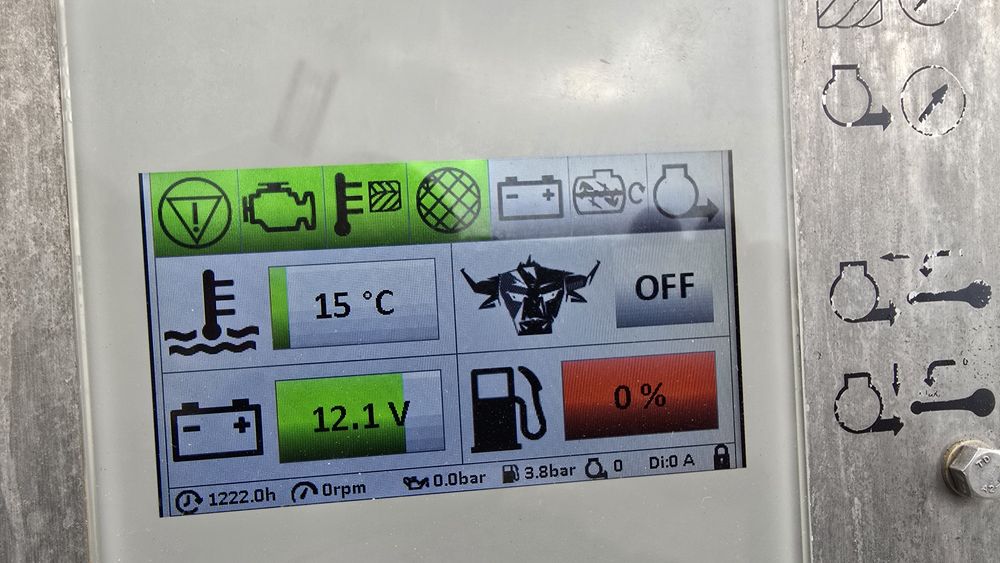 15 °C
OFF
12.1 V
0 %
1222.0h 0rpm 0.0bar 3.8bar 0 Di:0 A